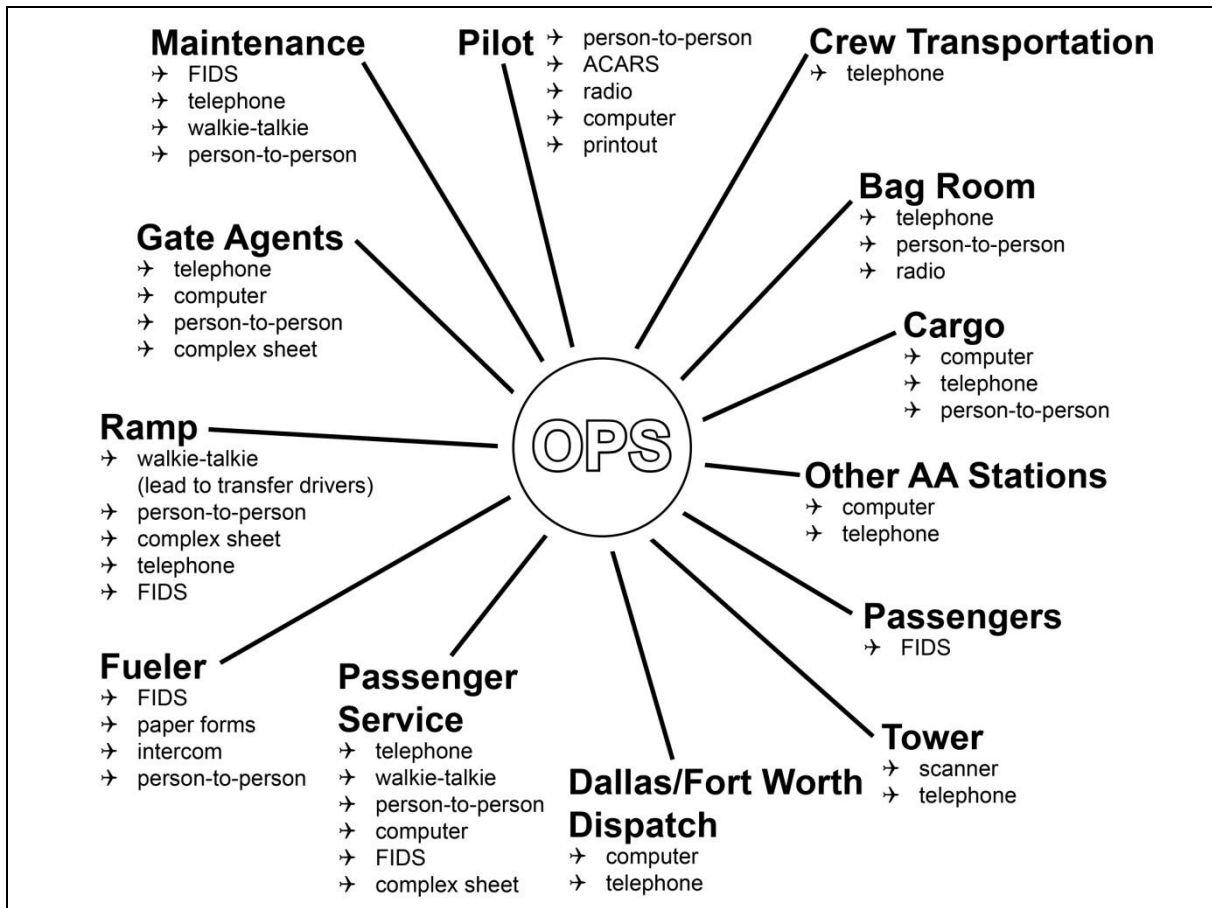 Maintenance
FIDS
telephone
walkie-talkie
person-to-person
Pilot
person-to-person
ACARS
radio
computer
printout
Crew Transportation
telephone
Gate Agents
telephone
computer
person-to-person
complex sheet
Bag Room
telephone
person-to-person
radio
Cargo
computer
telephone
person-to-person
Ramp
walkie-talkie
(lead to transfer drivers)
person-to-person
complex sheet
telephone
FIDS
OPS
Other AA Stations
computer
telephone
Passengers
FIDS
Fueler
FIDS
paper forms
intercom
person-to-person
Passenger
Service
telephone
walkie-talkie
person-to-person
computer
FIDS
complex sheet
Dallas/Fort Worth
Dispatch
computer
telephone
Tower
scanner
telephone